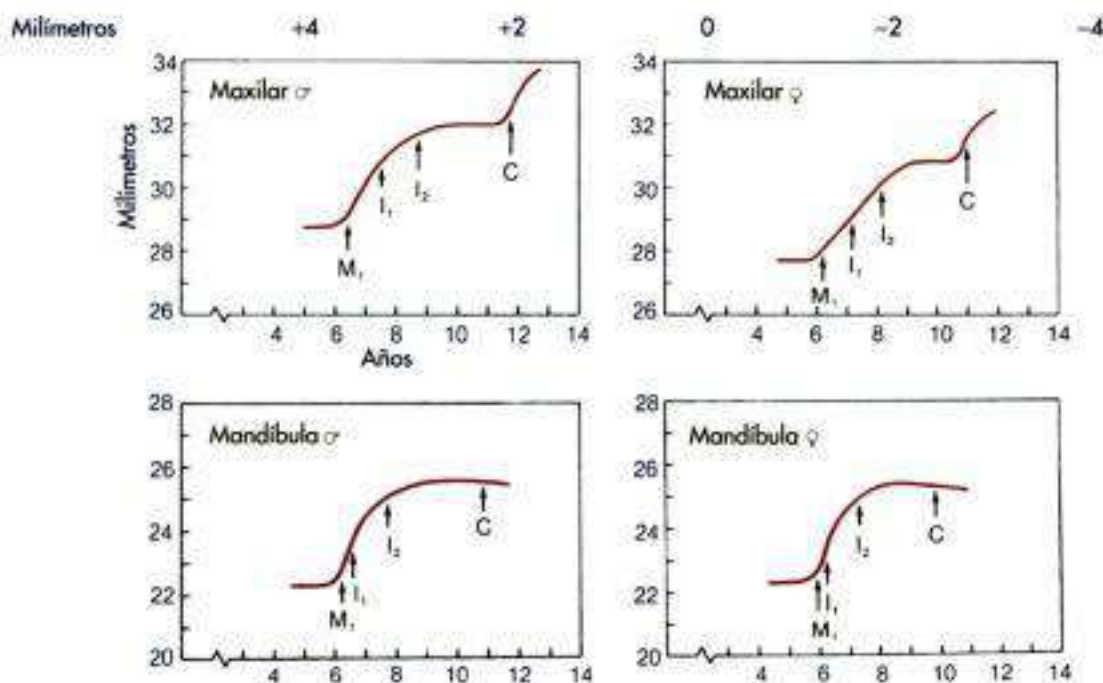 Milímetros +4 +2 0 −2 −4
34
32
30
28
26
Milímetros
Maxilar ♂
M₁
I₁
I₂
C
4 6 8 10 12 14
Años
34
32
30
28
26
Maxilar ♀
M₁
I₁
I₂
C
4 6 8 10 12 14
28
26
24
22
20
Mandíbula ♂
M₁
I₁
I₂
C
4 6 8 10 12 14
28
26
24
22
20
Mandíbula ♀
M₁
I₁
I₂
C
4 6 8 10 12 14